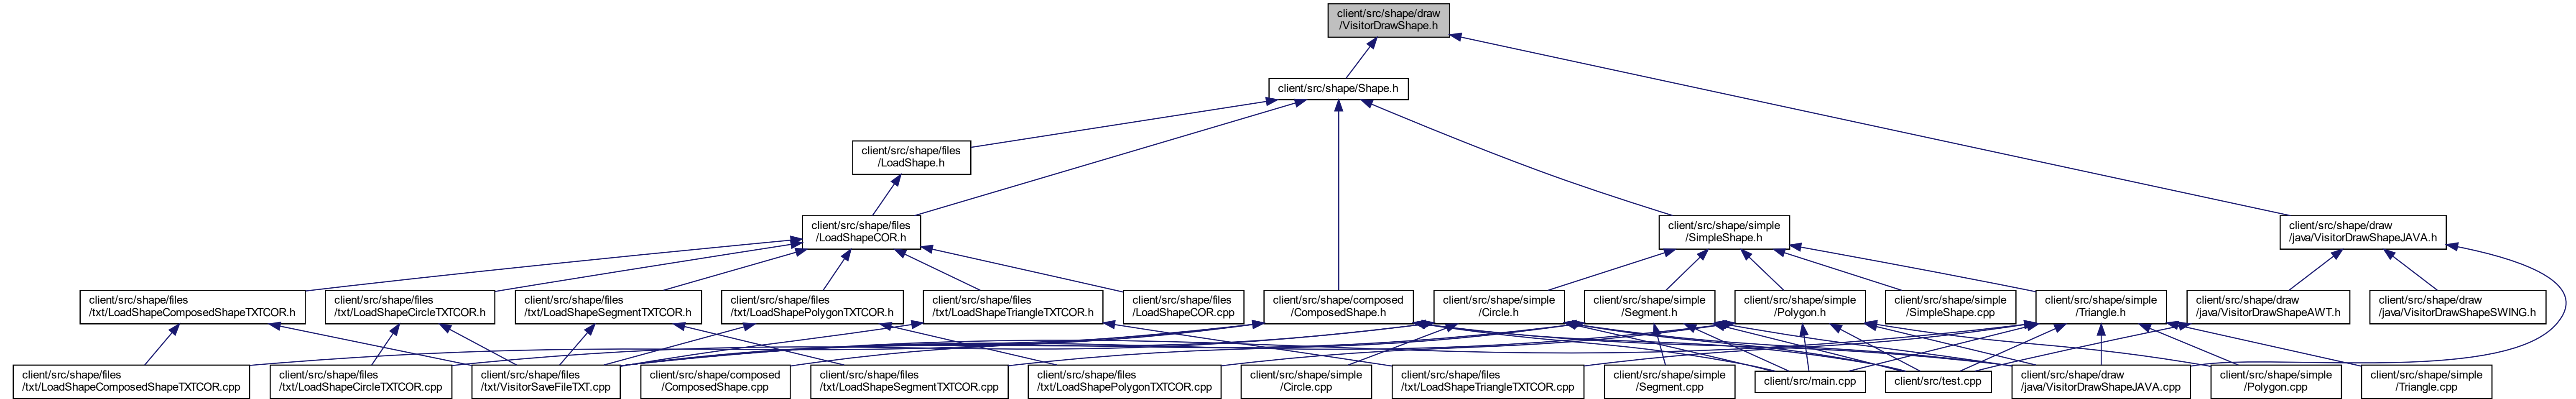 client/src/shape/draw
/VisitorDrawShape.h
client/src/shape/Shape.h
client/src/shape/files
/LoadShape.h
client/src/shape/files
/LoadShapeCOR.h
client/src/shape/simple
/SimpleShape.h
client/src/shape/draw
/java/VisitorDrawShapeJAVA.h
client/src/shape/files
/txt/LoadShapeComposedShapeTXTCOR.h
client/src/shape/files
/txt/LoadShapeCircleTXTCOR.h
client/src/shape/files
/txt/LoadShapeSegmentTXTCOR.h
client/src/shape/files
/txt/LoadShapePolygonTXTCOR.h
client/src/shape/files
/txt/LoadShapeTriangleTXTCOR.h
client/src/shape/files
/LoadShapeCOR.cpp
client/src/shape/composed
/ComposedShape.h
client/src/shape/simple
/Circle.h
client/src/shape/simple
/Segment.h
client/src/shape/simple
/Polygon.h
client/src/shape/simple
/SimpleShape.cpp
client/src/shape/simple
/Triangle.h
client/src/shape/draw
/java/VisitorDrawShapeAWT.h
client/src/shape/draw
/java/VisitorDrawShapeSWING.h
client/src/shape/files
/txt/LoadShapeComposedShapeTXTCOR.cpp
client/src/shape/files
/txt/LoadShapeCircleTXTCOR.cpp
client/src/shape/files
/txt/VisitorSaveFileTXT.cpp
client/src/shape/composed
/ComposedShape.cpp
client/src/shape/files
/txt/LoadShapeSegmentTXTCOR.cpp
client/src/shape/files
/txt/LoadShapePolygonTXTCOR.cpp
client/src/shape/simple
/Circle.cpp
client/src/shape/files
/txt/LoadShapeTriangleTXTCOR.cpp
client/src/shape/simple
/Segment.cpp
client/src/main.cpp
client/src/test.cpp
client/src/shape/draw
/java/VisitorDrawShapeJAVA.cpp
client/src/shape/simple
/Polygon.cpp
client/src/shape/simple
/Triangle.cpp